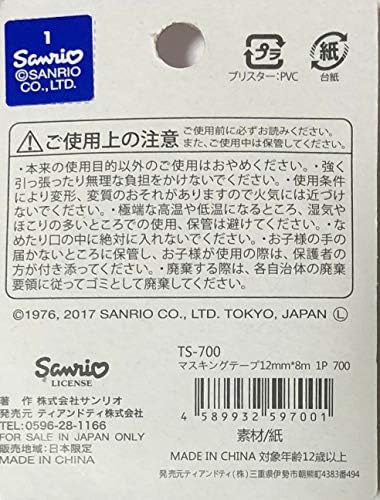 1
Sanrio
©SANRIO
CO., LTD.
プラ
ブリスター:PVC
紙
台紙
ご使用上の注意
ご使用前に必ずお読みください。
また、ご使用中は保管してください。
・本来の使用目的以外のご使用はおやめください。・強く
引っ張ったり無理な負担をかけないでください。・使用条件
により変形、変質のおそれがありますので火気には近づけ
ないでください。・極端な高温や低温になるところ、湿気や
ほこりの多いところでの使用、保管は避けてください。・な
めたり口の中に絶対に入れないでください。・お子様の手の
届かないところに保管し、お子様が使用の際は、保護者の
方が付き添ってください。・廃棄する際は、各自治体の廃棄
要領に従ってゴミとして廃棄してください。
©1976, 2017 SANRIO CO., LTD. TOKYO, JAPAN Ⓛ
Sanrio
LICENSE
著 作 株式会社サンリオ
発売元 ティアンドティ株式会社
TEL 0596-28-1166
FOR SALE IN JAPAN ONLY
販売地域:日本限定
MADE IN CHINA
TS-700
マスキングテープ12mm*8m 1P 700
4 589932 597001
素材/紙
MADE IN CHINA 対象年齢12歳以上
発売元ティアンドティ(株)三重県伊勢市朝熊町4383番494